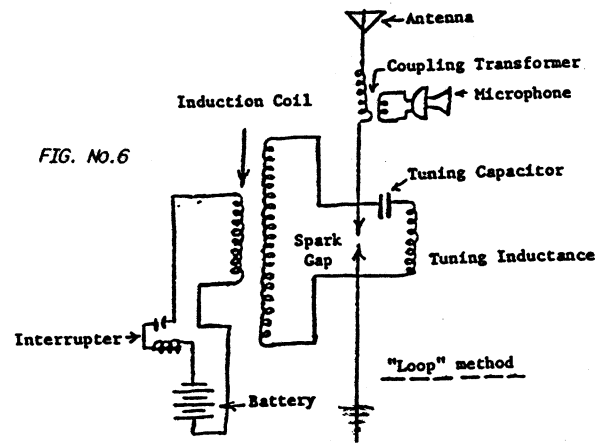 Antenna
Coupling Transformer
Microphone
Induction Coil
FIG. No.6
Tuning Capacitor
Spark
Gap
Tuning Inductance
Interrupter
"Loop" method
Battery